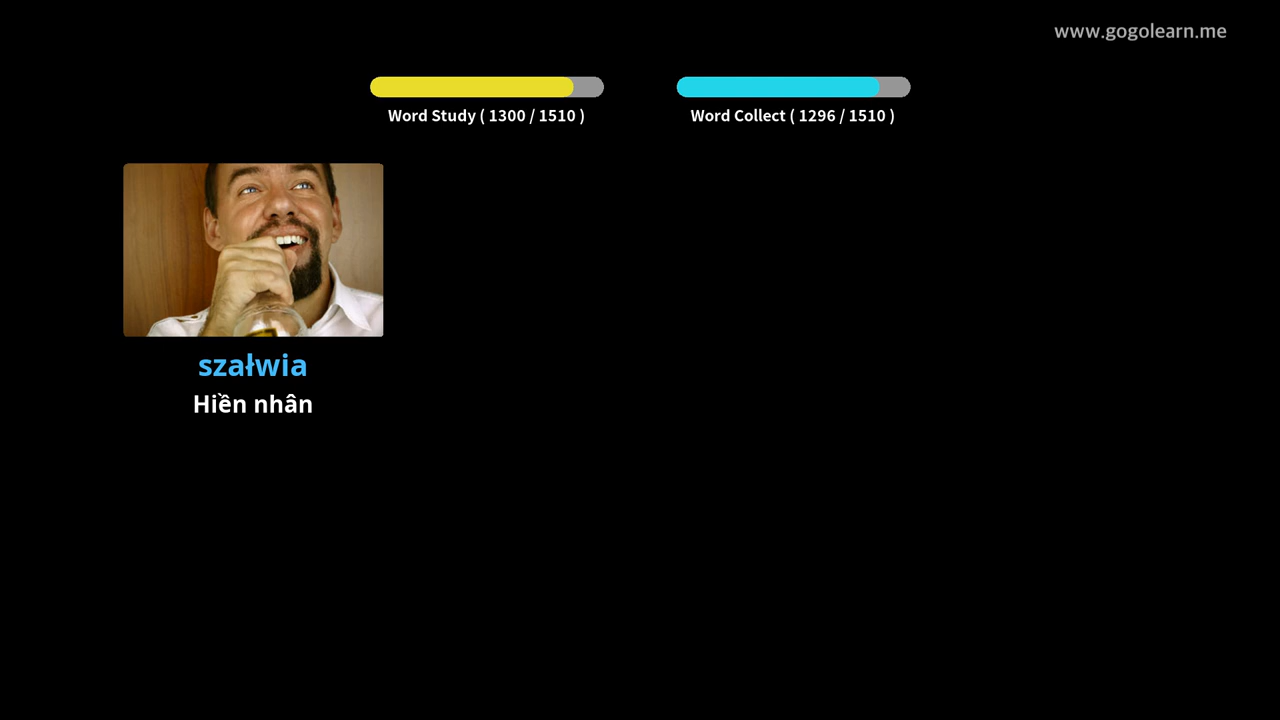 www.gogolearn.me
Word Study ( 1300 / 1510 )
Word Collect ( 1296 / 1510 )
szałwia
Hiền nhân